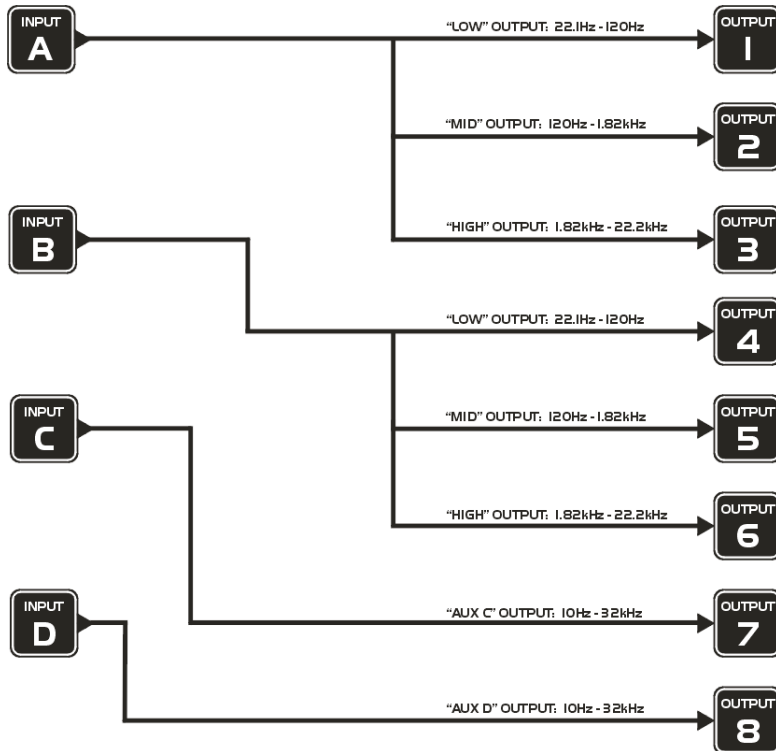 INPUT
A
"LOW" OUTPUT: 22.1Hz - 120Hz
OUTPUT
1
"MID" OUTPUT: 120Hz - 1.82kHz
OUTPUT
2
INPUT
B
"HIGH" OUTPUT: 1.82kHz - 22.2kHz
OUTPUT
3
"LOW" OUTPUT: 22.1Hz - 120Hz
OUTPUT
4
INPUT
C
"MID" OUTPUT: 120Hz - 1.82kHz
OUTPUT
5
"HIGH" OUTPUT: 1.82kHz - 22.2kHz
OUTPUT
6
INPUT
D
"AUX C" OUTPUT: 10Hz - 32kHz
OUTPUT
7
"AUX D" OUTPUT: 10Hz - 32kHz
OUTPUT
8